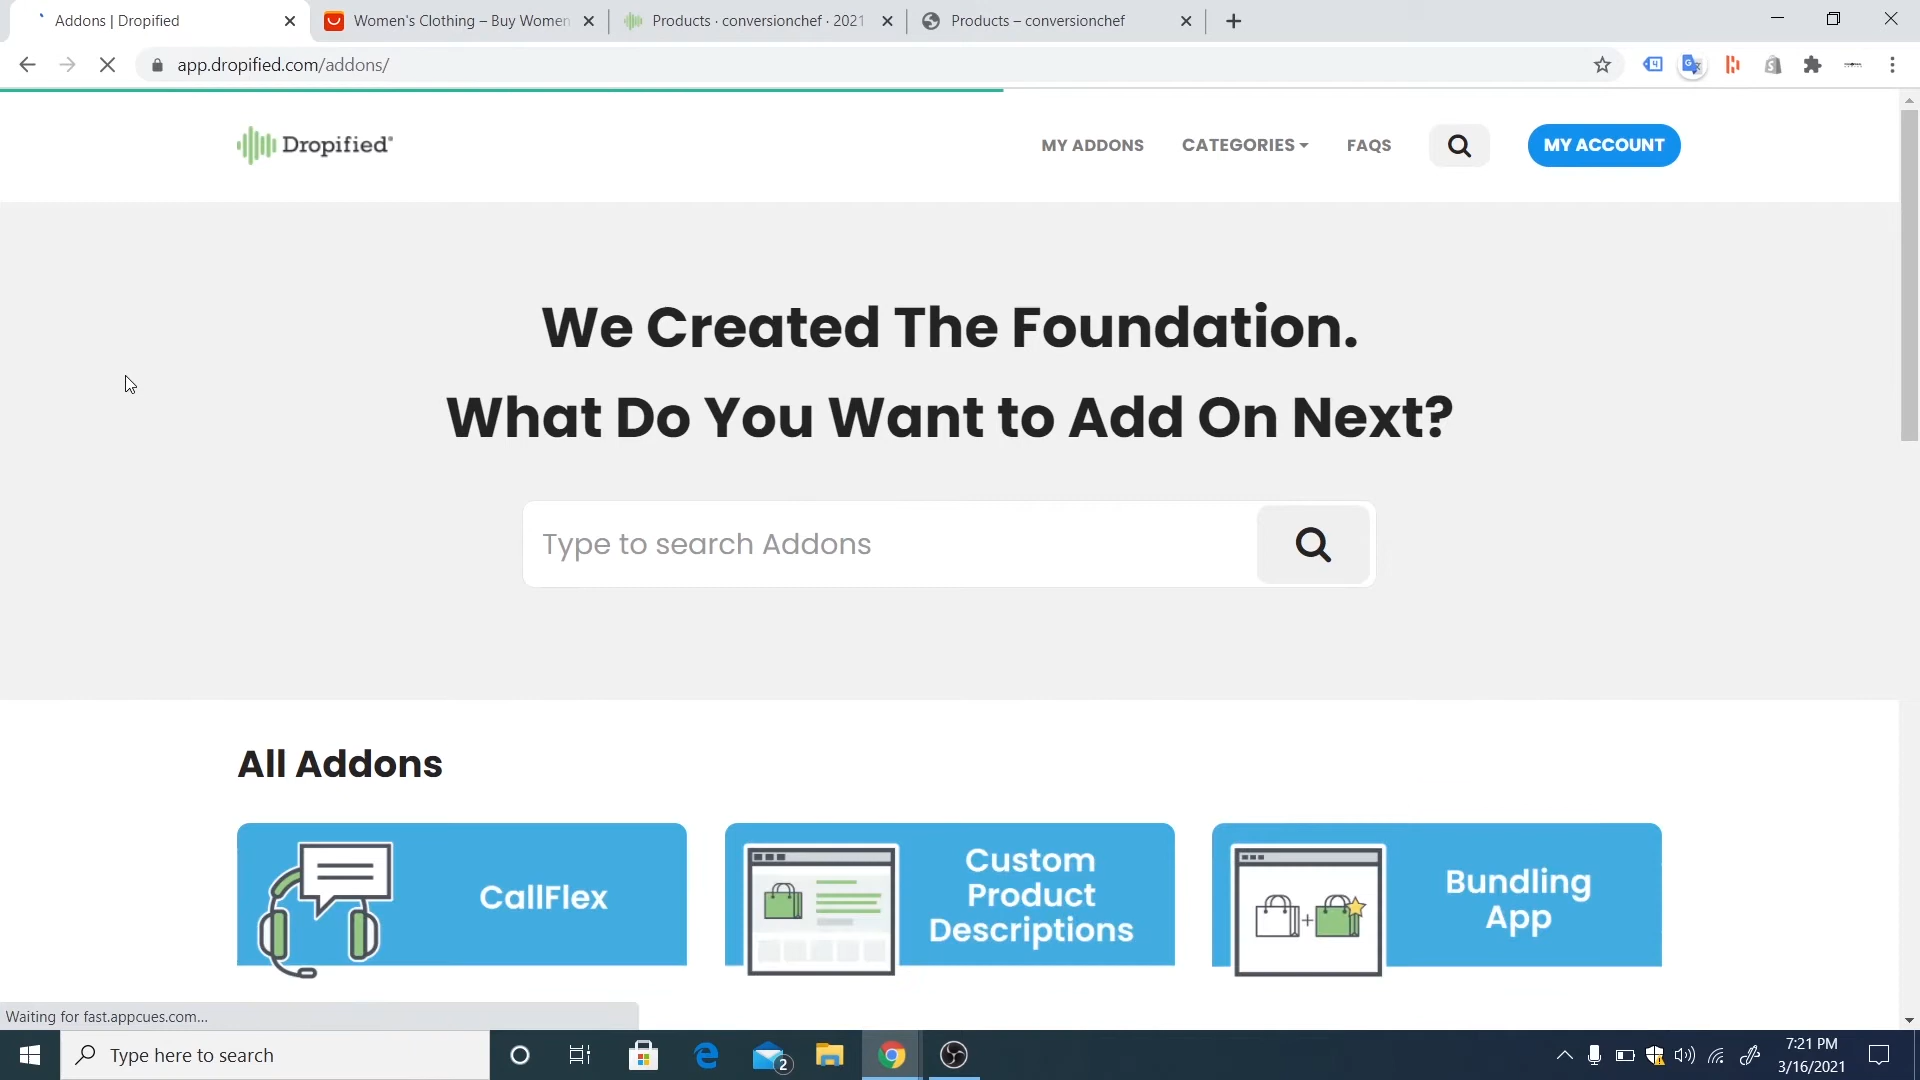 Addons | Dropified
Women's Clothing – Buy Women
Products · conversionchef · 2021
Products – conversionchef
app.dropified.com/addons/
Dropified
MY ADDONS
CATEGORIES
FAQS
MY ACCOUNT
We Created The Foundation.
What Do You Want to Add On Next?
Type to search Addons
All Addons
CallFlex
Custom
Product
Descriptions
Bundling
App
Waiting for fast.appcues.com...
Type here to search
2
7:21 PM
3/16/2021